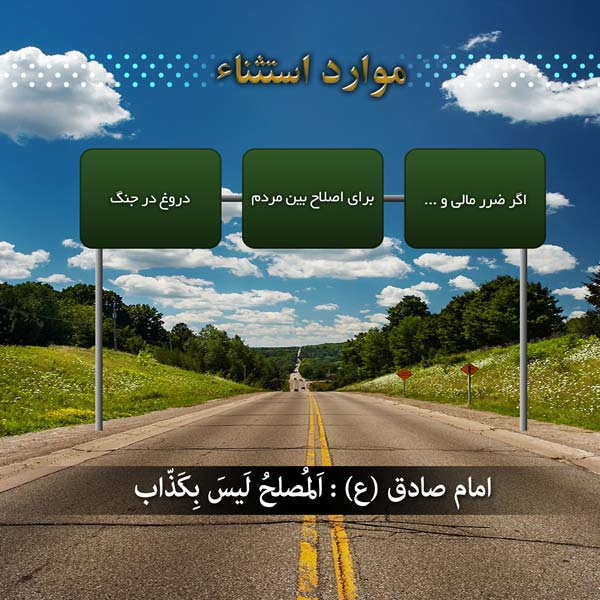 موارد استثناء
اگر ضرر مالی و ...
برای اصلاح بین مردم
دروغ در جنگ
امام صادق (ع) : اَلمُصلحُ لَیسَ بِکَذّاب